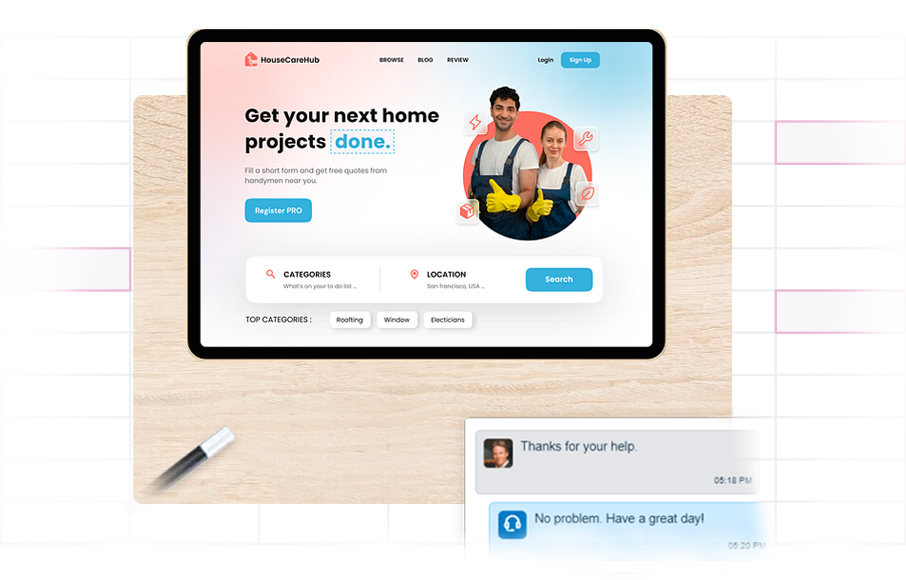 HouseCareHub
BROWSE BLOG REVIEW
Login Sign Up
Get your next home
projects done.
Fill a short form and get free quotes from
handymen near you.
Register PRO
CATEGORIES
What's on your to do list ...
LOCATION
San francisco, USA ...
Search
TOP CATEGORIES : Roofting Window Electicians
Thanks for your help.
05:18 PM
No problem. Have a great day!
05:20 PM